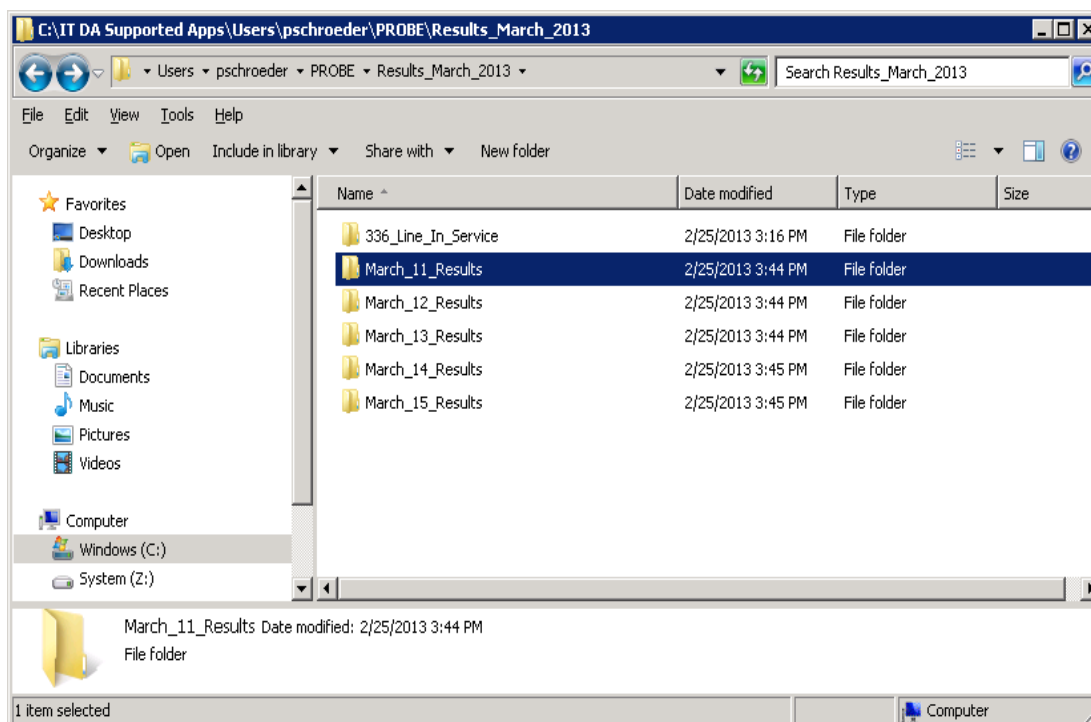 C:\IT DA Supported Apps\Users\pschroeder\PROBE\Results_March_2013
Users pschroeder PROBE Results_March_2013 Search Results_March_2013
File Edit View Tools Help
Organize Open Include in library Share with New folder
Favorites
Desktop
Downloads
Recent Places
Libraries
Documents
Music
Pictures
Videos
Computer
Windows (C:)
System (Z:)
Name Date modified Type Size
336_Line_In_Service 2/25/2013 3:16 PM File folder
March_11_Results 2/25/2013 3:44 PM File folder
March_12_Results 2/25/2013 3:44 PM File folder
March_13_Results 2/25/2013 3:44 PM File folder
March_14_Results 2/25/2013 3:45 PM File folder
March_15_Results 2/25/2013 3:45 PM File folder
March_11_Results Date modified: 2/25/2013 3:44 PM
File folder
1 item selected Computer